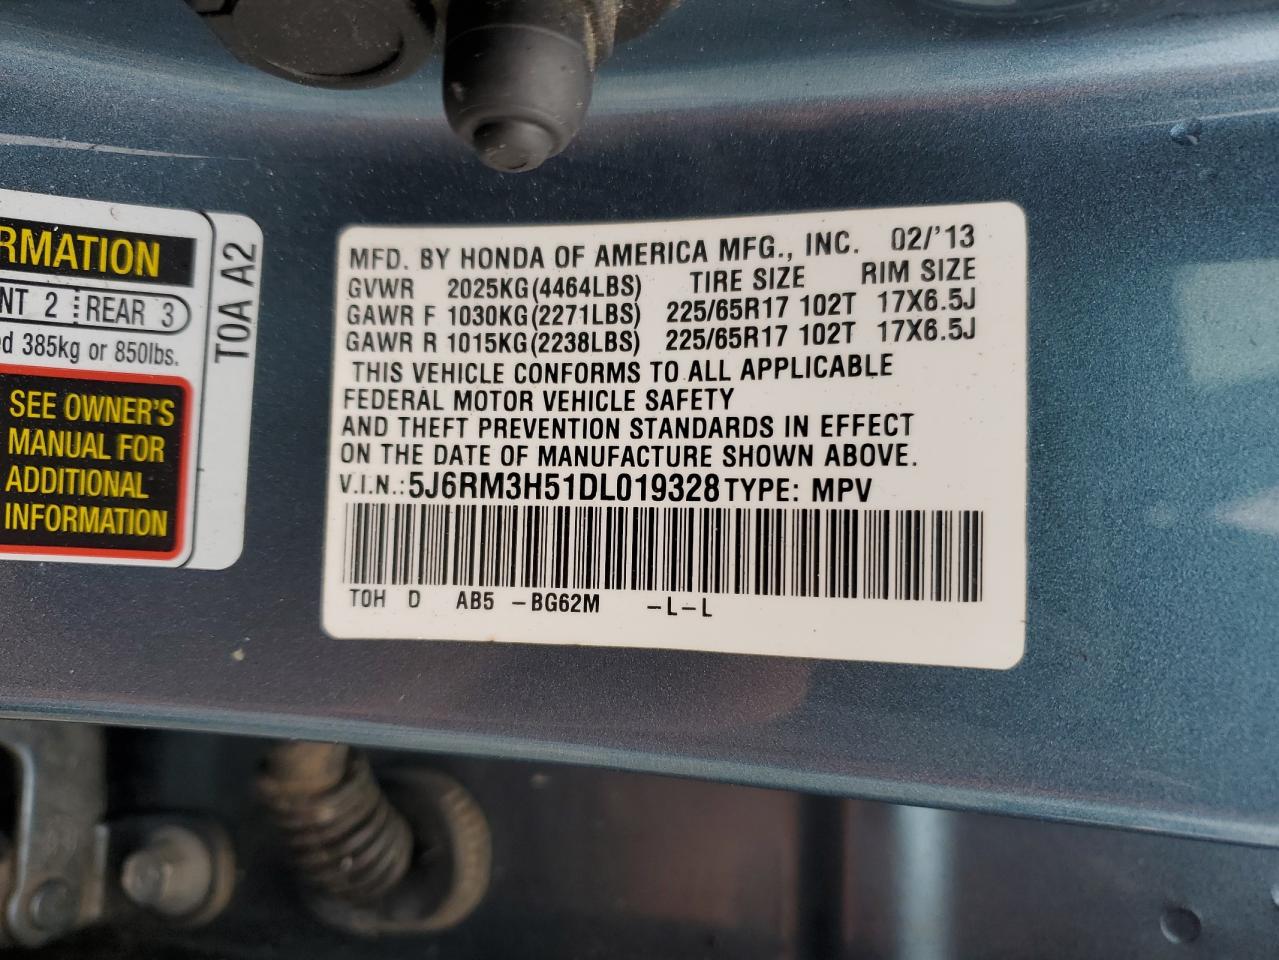 RMATION
NT 2 REAR 3
ed 385kg or 850lbs.
SEE OWNER'S
MANUAL FOR
ADDITIONAL
INFORMATION
T0A A2
MFD. BY HONDA OF AMERICA MFG., INC. 02/'13
GVWR 2025KG(4464LBS) TIRE SIZE RIM SIZE
GAWR F 1030KG(2271LBS) 225/65R17 102T 17X6.5J
GAWR R 1015KG(2238LBS) 225/65R17 102T 17X6.5J
THIS VEHICLE CONFORMS TO ALL APPLICABLE
FEDERAL MOTOR VEHICLE SAFETY
AND THEFT PREVENTION STANDARDS IN EFFECT
ON THE DATE OF MANUFACTURE SHOWN ABOVE.
V.I.N.: 5J6RM3H51DL019328 TYPE: MPV
T0H D AB5 -BG62M -L-L